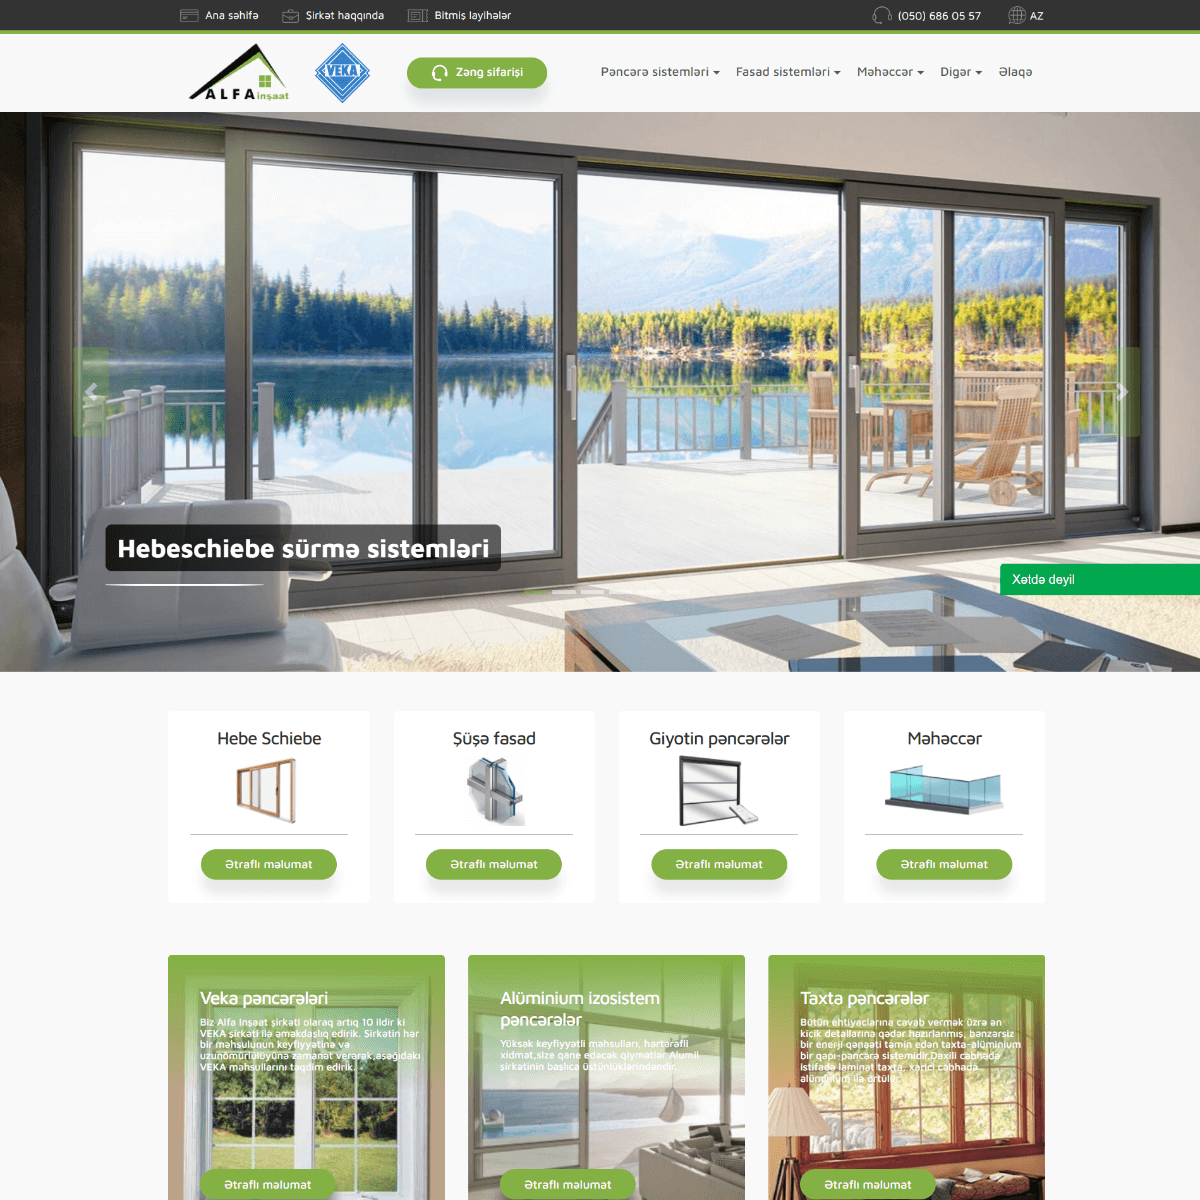 Ana səhifə
Şirkət haqqında
Bitmiş layihələr
(050) 686 05 57
AZ
ALFA inşaat
VEKA
Zəng sifarişi
Pəncərə sistemləri
Fasad sistemləri
Məhəccər
Digər
Əlaqə
Hebeschiebe sürmə sistemləri
Xətdə deyil
Hebe Schiebe
Şüşə fasad
Giyotin pəncərələr
Məhəccər
Ətraflı məlumat
Ətraflı məlumat
Ətraflı məlumat
Ətraflı məlumat
Veka pəncərələri
Biz Alfa Inşaat şirkəti olaraq artıq 10 ildir ki
VEKA şirkəti ilə əməkdaşlıq edirik. Şirkətin hər
bir məhsulunun keyfiyyətinə və
uzunömürlülüyünə zəmanət verərək,aşağıdakı
VEKA məhsullarını təqdim edirik.
Ətraflı məlumat
Alüminium izosistem
pəncərələr
Yüksək keyfiyyətli məhsulları, hərtərəfli
xidmət,sizə qane edəcək qiymətlər Alumil
şirkətinin başlıca üstünlüklərindəndir.
Ətraflı məlumat
Taxta pəncərələr
Bütün ehtiyaclarına cavab vermək üzrə ən
kiçik detallarına qədər hazırlanmış, bənzərsiz
bir enerji qənaəti təmin edən taxta-alüminium
bir qapı-pəncərə sistemidir.Daxili cəbhədə
istifadə laminat taxta, xarici cəbhədə
alüminium ilə örtülür.
Ətraflı məlumat